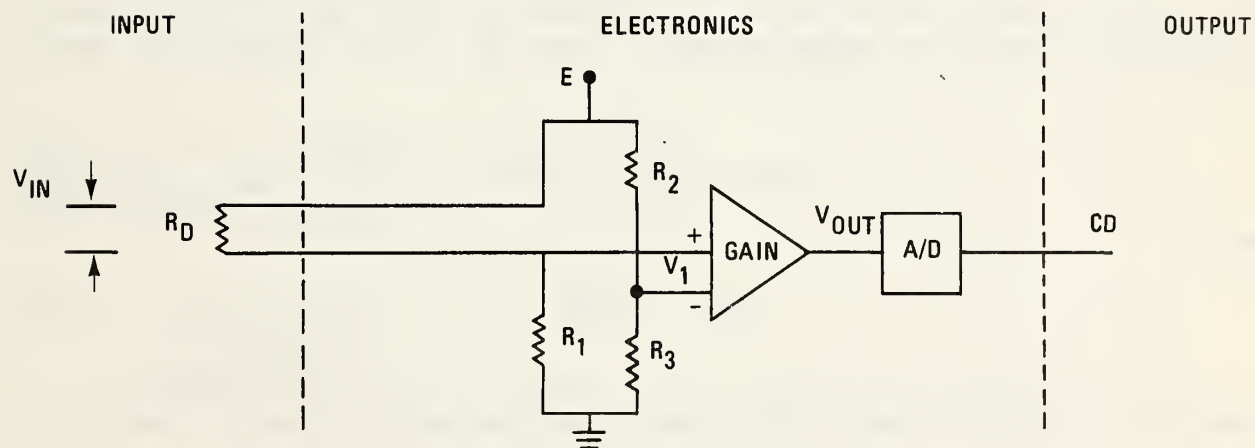 INPUT ELECTRONICS OUTPUT
E
V_IN
R_D
R_2
+
V_1
-
GAIN
V_OUT
A/D
CD
R_1
R_3